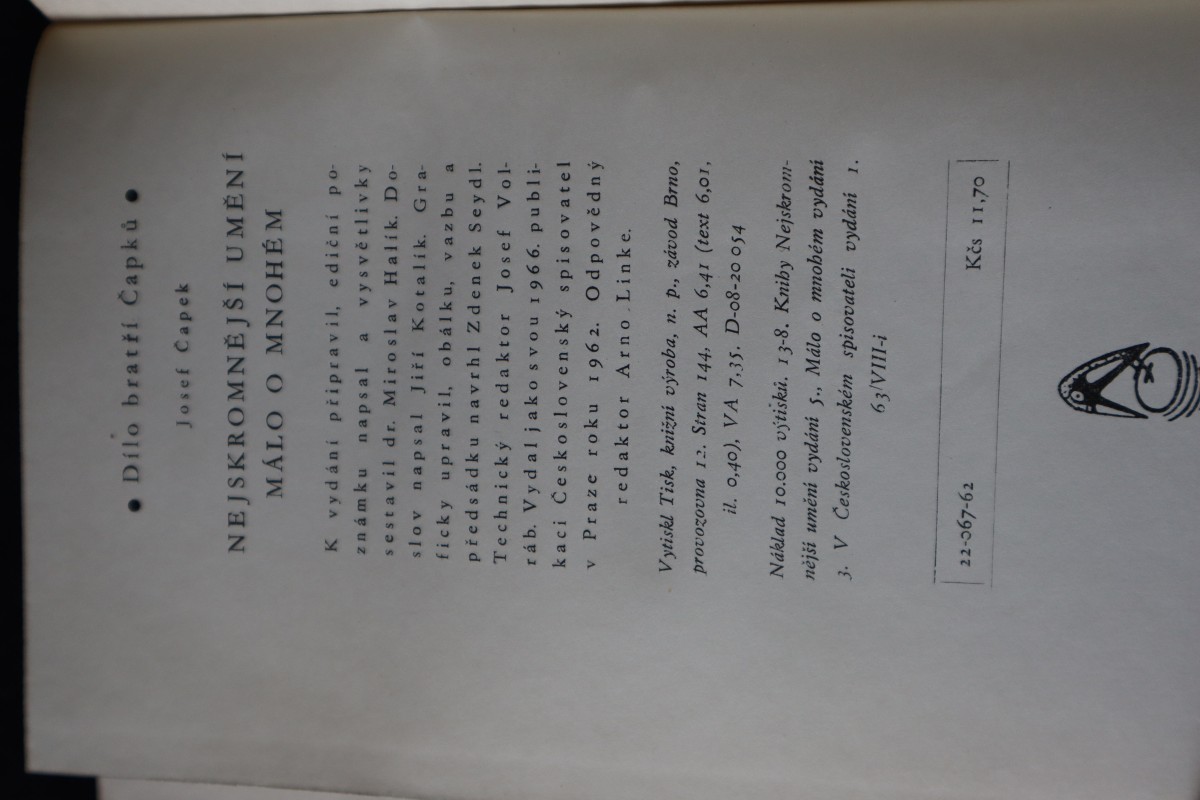 • Dílo bratří Čapků •
Josef Čapek
NEJSKROMNĚJŠÍ UMĚNÍ
MÁLO O MNOHÉM
K vydání připravil, ediční po-
známku napsal a vysvětlivky
sestavil dr. Miroslav Halík. Do-
slov napsal Jiří Kotalík. Gra-
ficky upravil, obálku, vazbu a
předsádku navrhl Zdenek Seydl.
Technický redaktor Josef Vol-
ráb. Vydal jako svou 1966. publi-
kaci Československý spisovatel
v Praze roku 1962. Odpovědný
redaktor Arno Linke.
Vytiskl Tisk, knižní výroba, n. p., závod Brno,
provozovna 12. Stran 144. AA 6,41 (text 6,01,
il. 0,40), VA 7.35. D-08-20 054
Náklad 10.000 výtisků. 13-8. Knihy Nejskrom-
nější umění vydání 5., Málo o mnohém vydání
3. V Československém spisovateli vydání 1.
63/VIII-i
22-067-62 Kčs 11,70